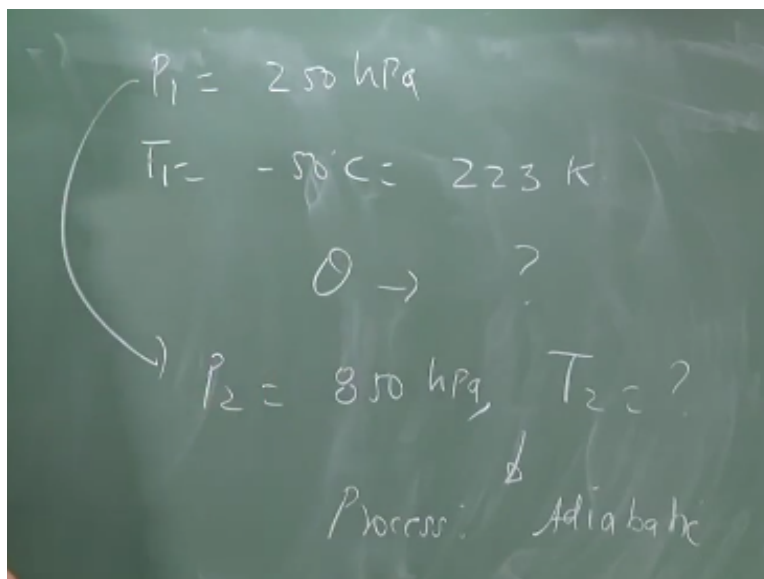 P₁ = 250 hPa
T₁ = -50°C = 223 K
θ → ?
P₂ = 850 hPa, T₂ = ?
Process: Adiabatic